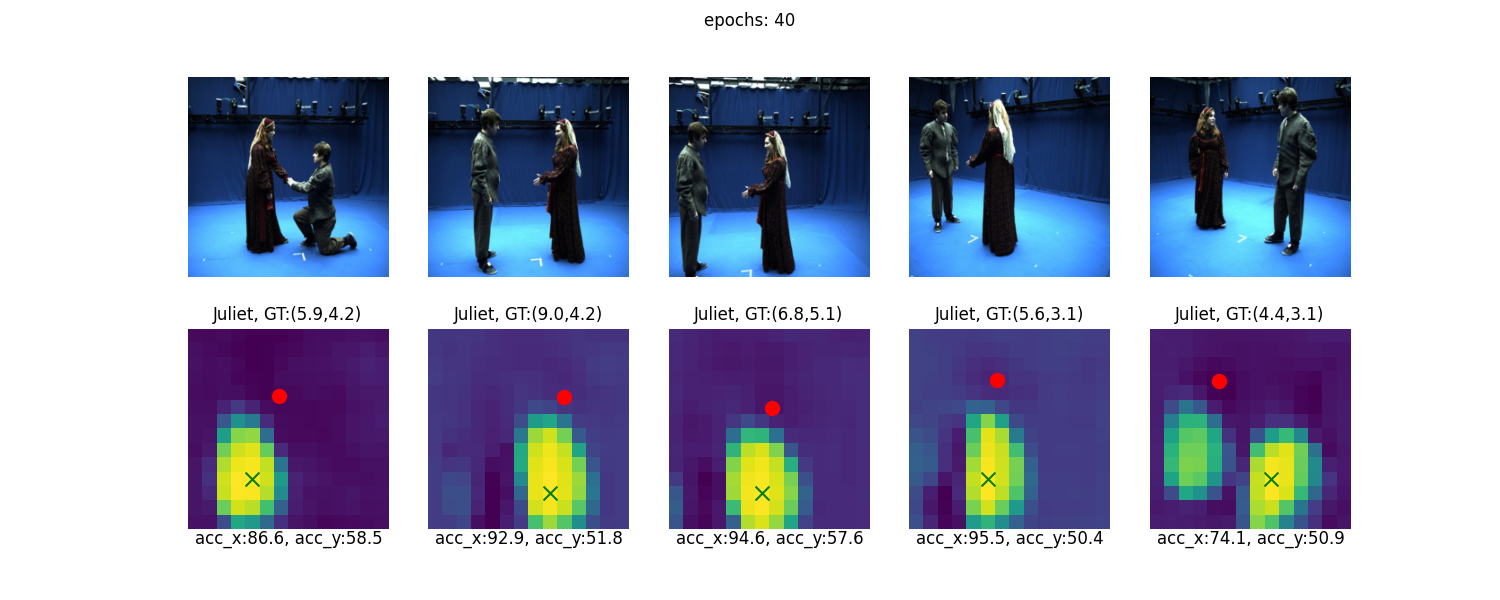 epochs: 40
Juliet, GT:(5.9,4.2)
Juliet, GT:(9.0,4.2)
Juliet, GT:(6.8,5.1)
Juliet, GT:(5.6,3.1)
Juliet, GT:(4.4,3.1)
acc_x:86.6, acc_y:58.5
acc_x:92.9, acc_y:51.8
acc_x:94.6, acc_y:57.6
acc_x:95.5, acc_y:50.4
acc_x:74.1, acc_y:50.9